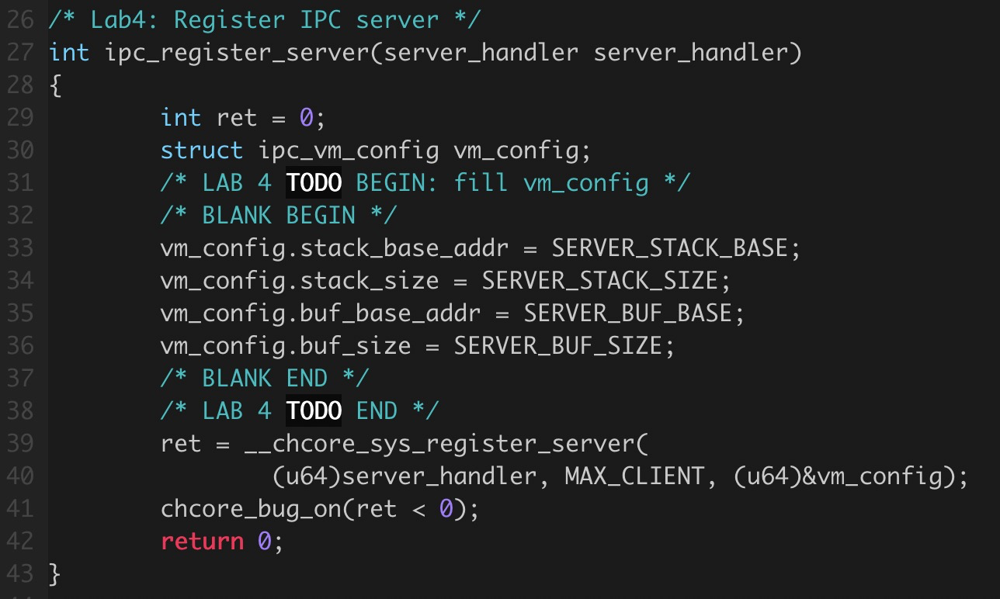 26 /* Lab4: Register IPC server */
27 int ipc_register_server(server_handler server_handler)
28 {
29         int ret = 0;
30         struct ipc_vm_config vm_config;
31         /* LAB 4 TODO BEGIN: fill vm_config */
32         /* BLANK BEGIN */
33         vm_config.stack_base_addr = SERVER_STACK_BASE;
34         vm_config.stack_size = SERVER_STACK_SIZE;
35         vm_config.buf_base_addr = SERVER_BUF_BASE;
36         vm_config.buf_size = SERVER_BUF_SIZE;
37         /* BLANK END */
38         /* LAB 4 TODO END */
39         ret = __chcore_sys_register_server(
40                 (u64)server_handler, MAX_CLIENT, (u64)&vm_config);
41         chcore_bug_on(ret < 0);
42         return 0;
43 }